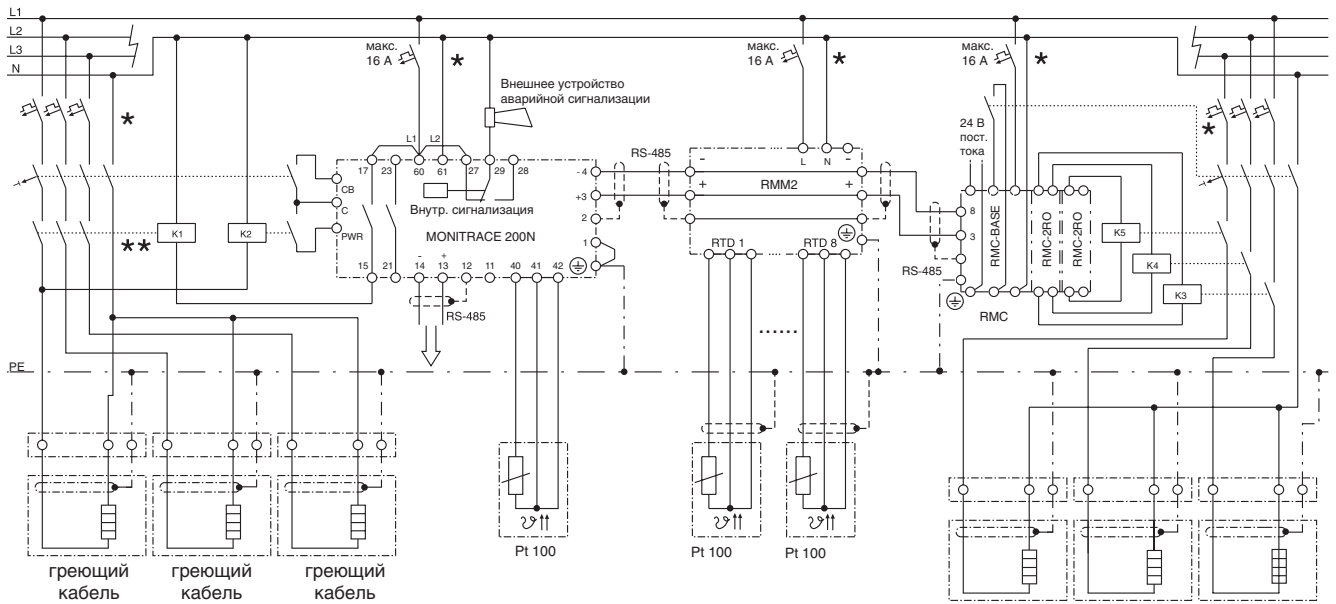 L1
L2
L3
N
макс.
16 А
*
Внешнее устройство
аварийной сигнализации
макс.
16 А
*
макс.
16 А
*
*
*
24 В
пост.
тока
L1
L2
17
23
60
61
27
29
28
CB
C
PWR
Внутр. сигнализация
MONITRACE 200N
- 4
+3
2
1
15
21
14
13
12
11
40
41
42
-
+
RS-485
RS-485
L
N
-
-
+
RMM2
+
RTD 1
RTD 8
......
RS-485
8
3
RMC-BASE
RMC-2RO
RMC-2RO
RMC
**
K1
K2
K5
K4
K3
PE
Pt 100
Pt 100
Pt 100
ϑ
ϑ
ϑ
греющий
кабель
греющий
кабель
греющий
кабель